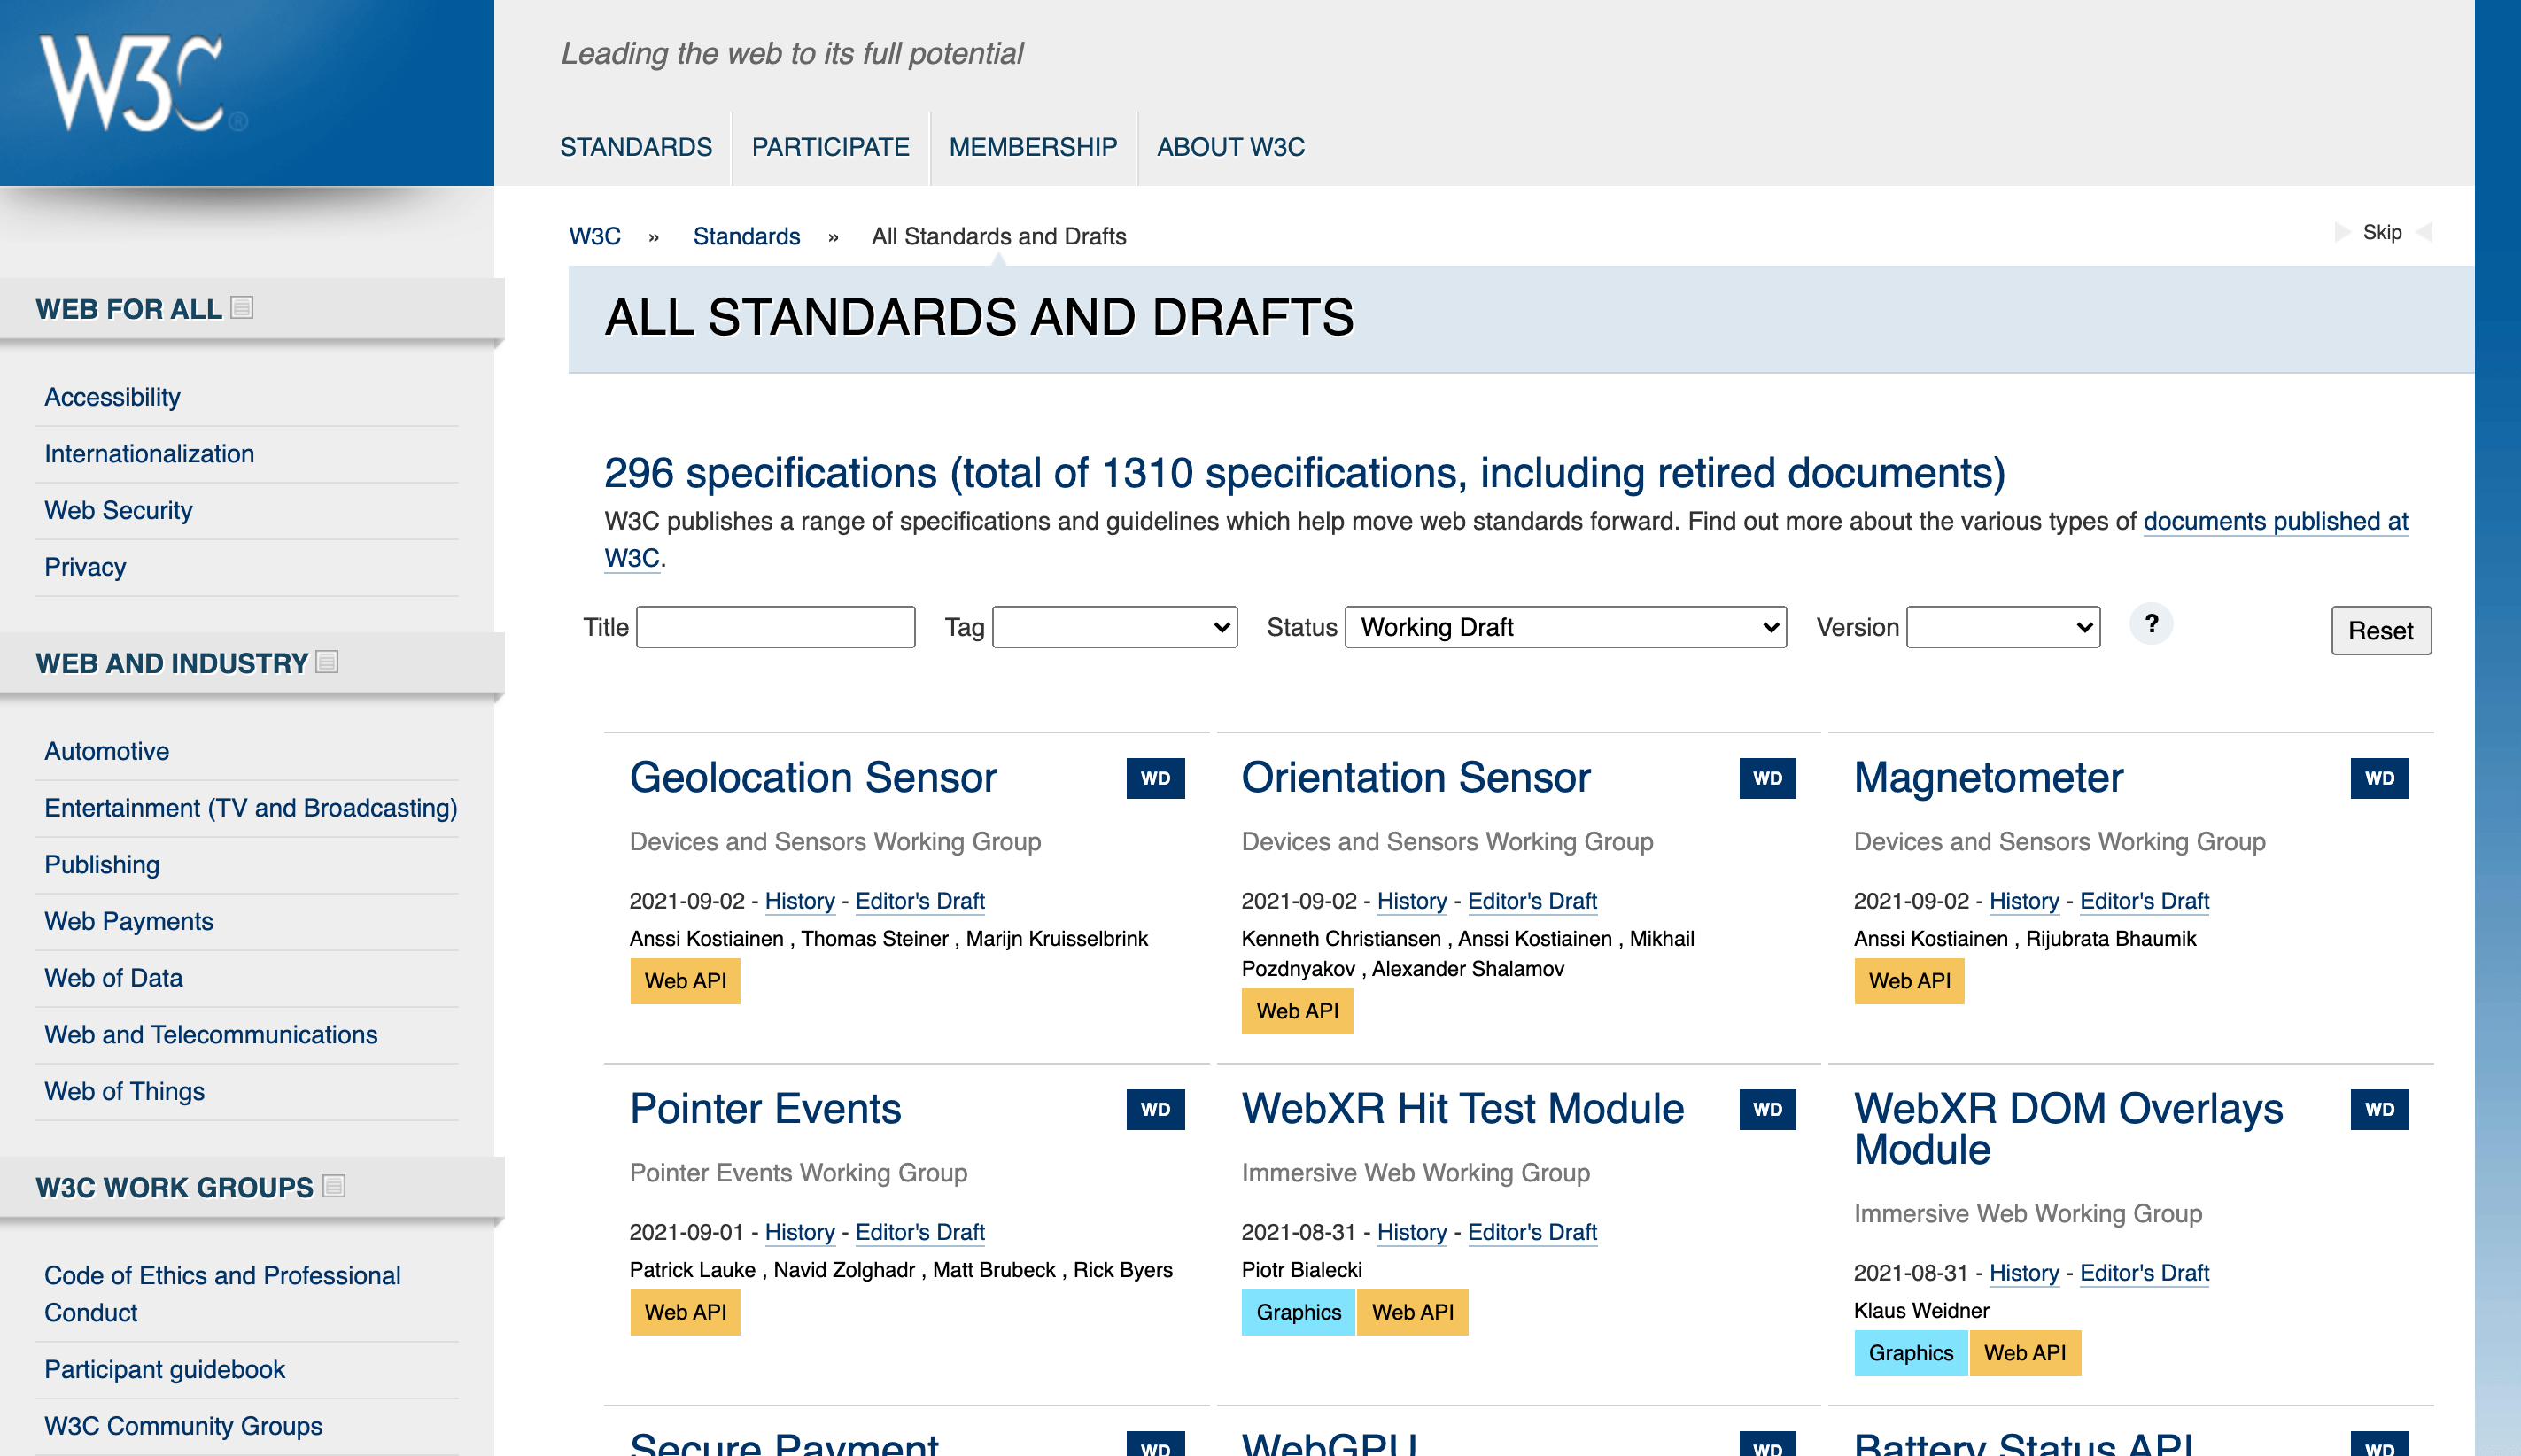 W3C®
Leading the web to its full potential
STANDARDS
PARTICIPATE
MEMBERSHIP
ABOUT W3C
W3C » Standards » All Standards and Drafts
Skip
WEB FOR ALL
Accessibility
Internationalization
Web Security
Privacy
WEB AND INDUSTRY
Automotive
Entertainment (TV and Broadcasting)
Publishing
Web Payments
Web of Data
Web and Telecommunications
Web of Things
W3C WORK GROUPS
Code of Ethics and Professional
Conduct
Participant guidebook
W3C Community Groups
ALL STANDARDS AND DRAFTS
296 specifications (total of 1310 specifications, including retired documents)
W3C publishes a range of specifications and guidelines which help move web standards forward. Find out more about the various types of documents published at
W3C.
Title
Tag
Status Working Draft
Version
?
Reset
Geolocation Sensor WD
Devices and Sensors Working Group
2021-09-02 - History - Editor's Draft
Anssi Kostiainen , Thomas Steiner , Marijn Kruisselbrink
Web API
Orientation Sensor WD
Devices and Sensors Working Group
2021-09-02 - History - Editor's Draft
Kenneth Christiansen , Anssi Kostiainen , Mikhail
Pozdnyakov , Alexander Shalamov
Web API
Magnetometer WD
Devices and Sensors Working Group
2021-09-02 - History - Editor's Draft
Anssi Kostiainen , Rijubrata Bhaumik
Web API
Pointer Events WD
Pointer Events Working Group
2021-09-01 - History - Editor's Draft
Patrick Lauke , Navid Zolghadr , Matt Brubeck , Rick Byers
Web API
WebXR Hit Test Module WD
Immersive Web Working Group
2021-08-31 - History - Editor's Draft
Piotr Bialecki
Graphics Web API
WebXR DOM Overlays WD
Module
Immersive Web Working Group
2021-08-31 - History - Editor's Draft
Klaus Weidner
Graphics Web API
Secure Payment WD
WebGPU WD
Battery Status API WD